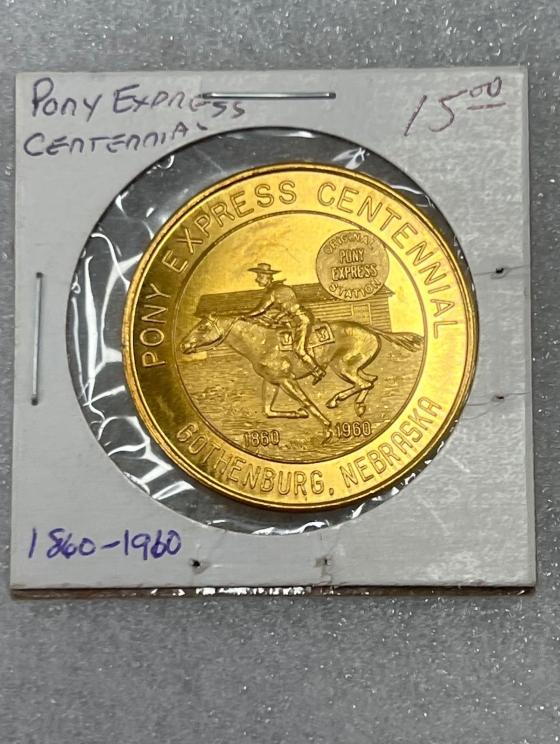 PONY EXPRESS
CENTENNIAL
15.00
PONY EXPRESS CENTENNIAL
ORIGINAL
PONY
EXPRESS
STATION
1860 1960
GOTHENBURG, NEBRASKA
1860-1960